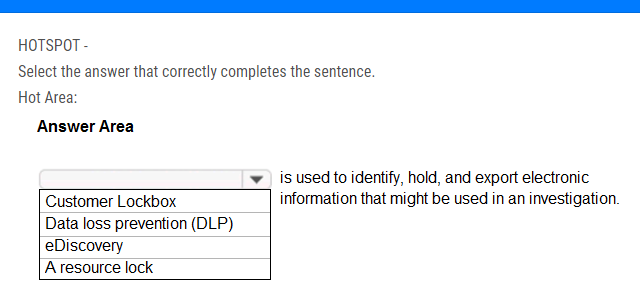 HOTSPOT -
Select the answer that correctly completes the sentence.
Hot Area:
Answer Area
is used to identify, hold, and export electronic
information that might be used in an investigation.
Customer Lockbox
Data loss prevention (DLP)
eDiscovery
A resource lock